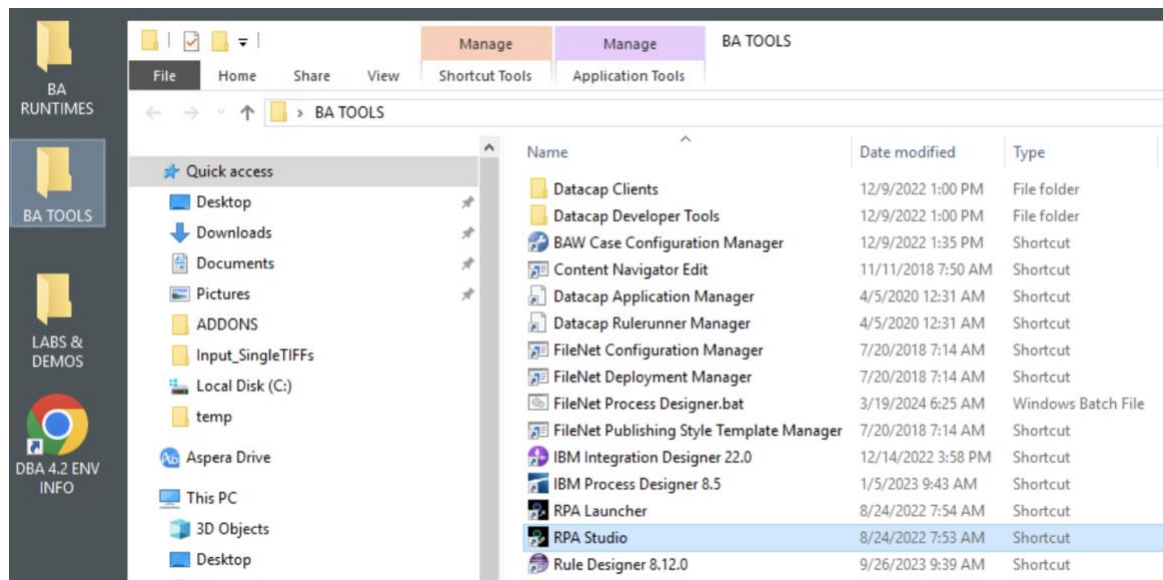 BA
RUNTIMES
BA TOOLS
LABS &
DEMOS
DBA 4.2 ENV
INFO
Manage
Manage
BA TOOLS
File Home Share View Shortcut Tools Application Tools
> BA TOOLS
Quick access
Desktop
Downloads
Documents
Pictures
ADDONS
Input_SingleTIFFs
Local Disk (C:)
temp
Aspera Drive
This PC
3D Objects
Desktop
Name Date modified Type
Datacap Clients 12/9/2022 1:00 PM File folder
Datacap Developer Tools 12/9/2022 1:00 PM File folder
BAW Case Configuration Manager 12/9/2022 1:35 PM Shortcut
Content Navigator Edit 11/11/2018 7:50 AM Shortcut
Datacap Application Manager 4/5/2020 12:31 AM Shortcut
Datacap Rulerunner Manager 4/5/2020 12:31 AM Shortcut
FileNet Configuration Manager 7/20/2018 7:14 AM Shortcut
FileNet Deployment Manager 7/20/2018 7:14 AM Shortcut
FileNet Process Designer.bat 3/19/2024 6:25 AM Windows Batch File
FileNet Publishing Style Template Manager 7/20/2018 7:14 AM Shortcut
IBM Integration Designer 22.0 12/14/2022 3:58 PM Shortcut
IBM Process Designer 8.5 1/5/2023 9:43 AM Shortcut
RPA Launcher 8/24/2022 7:54 AM Shortcut
RPA Studio 8/24/2022 7:53 AM Shortcut
Rule Designer 8.12.0 9/26/2023 9:39 AM Shortcut